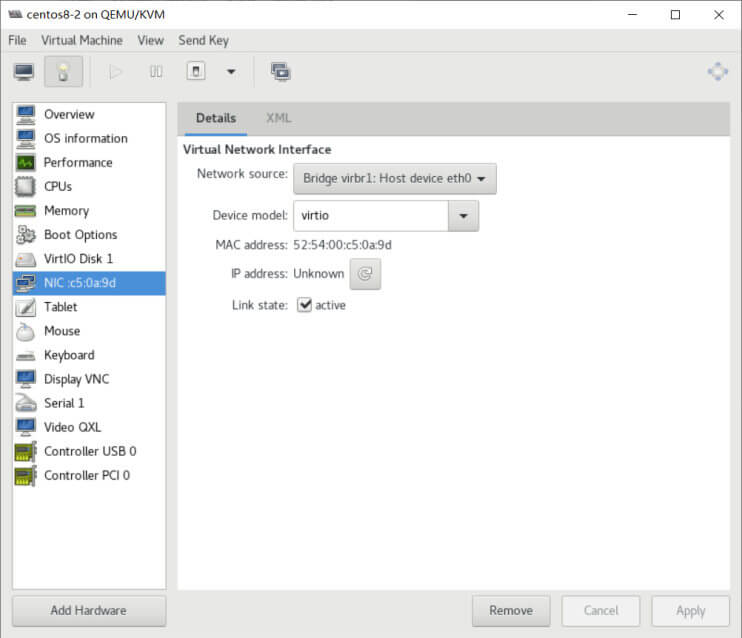 centos8-2 on QEMU/KVM
File Virtual Machine View Send Key
Overview
OS information
Performance
CPUs
Memory
Boot Options
VirtIO Disk 1
NIC :c5:0a:9d
Tablet
Mouse
Keyboard
Display VNC
Serial 1
Video QXL
Controller USB 0
Controller PCI 0
Add Hardware
Details XML
Virtual Network Interface
Network source: Bridge virbr1: Host device eth0
Device model: virtio
MAC address: 52:54:00:c5:0a:9d
IP address: Unknown
Link state: active
Remove Cancel Apply